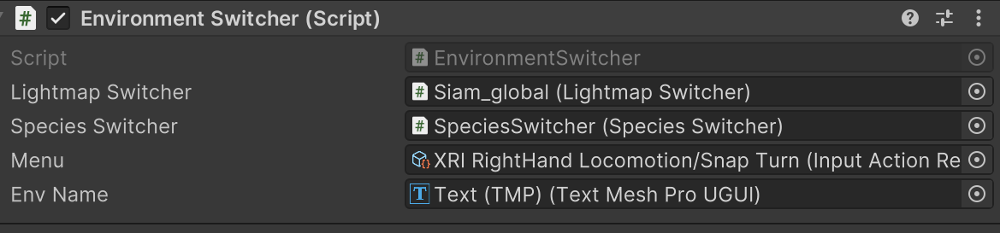 Environment Switcher (Script)
Script EnvironmentSwitcher
Lightmap Switcher Siam_global (Lightmap Switcher)
Species Switcher SpeciesSwitcher (Species Switcher)
Menu XRI RightHand Locomotion/Snap Turn (Input Action Re
Env Name Text (TMP) (Text Mesh Pro UGUI)